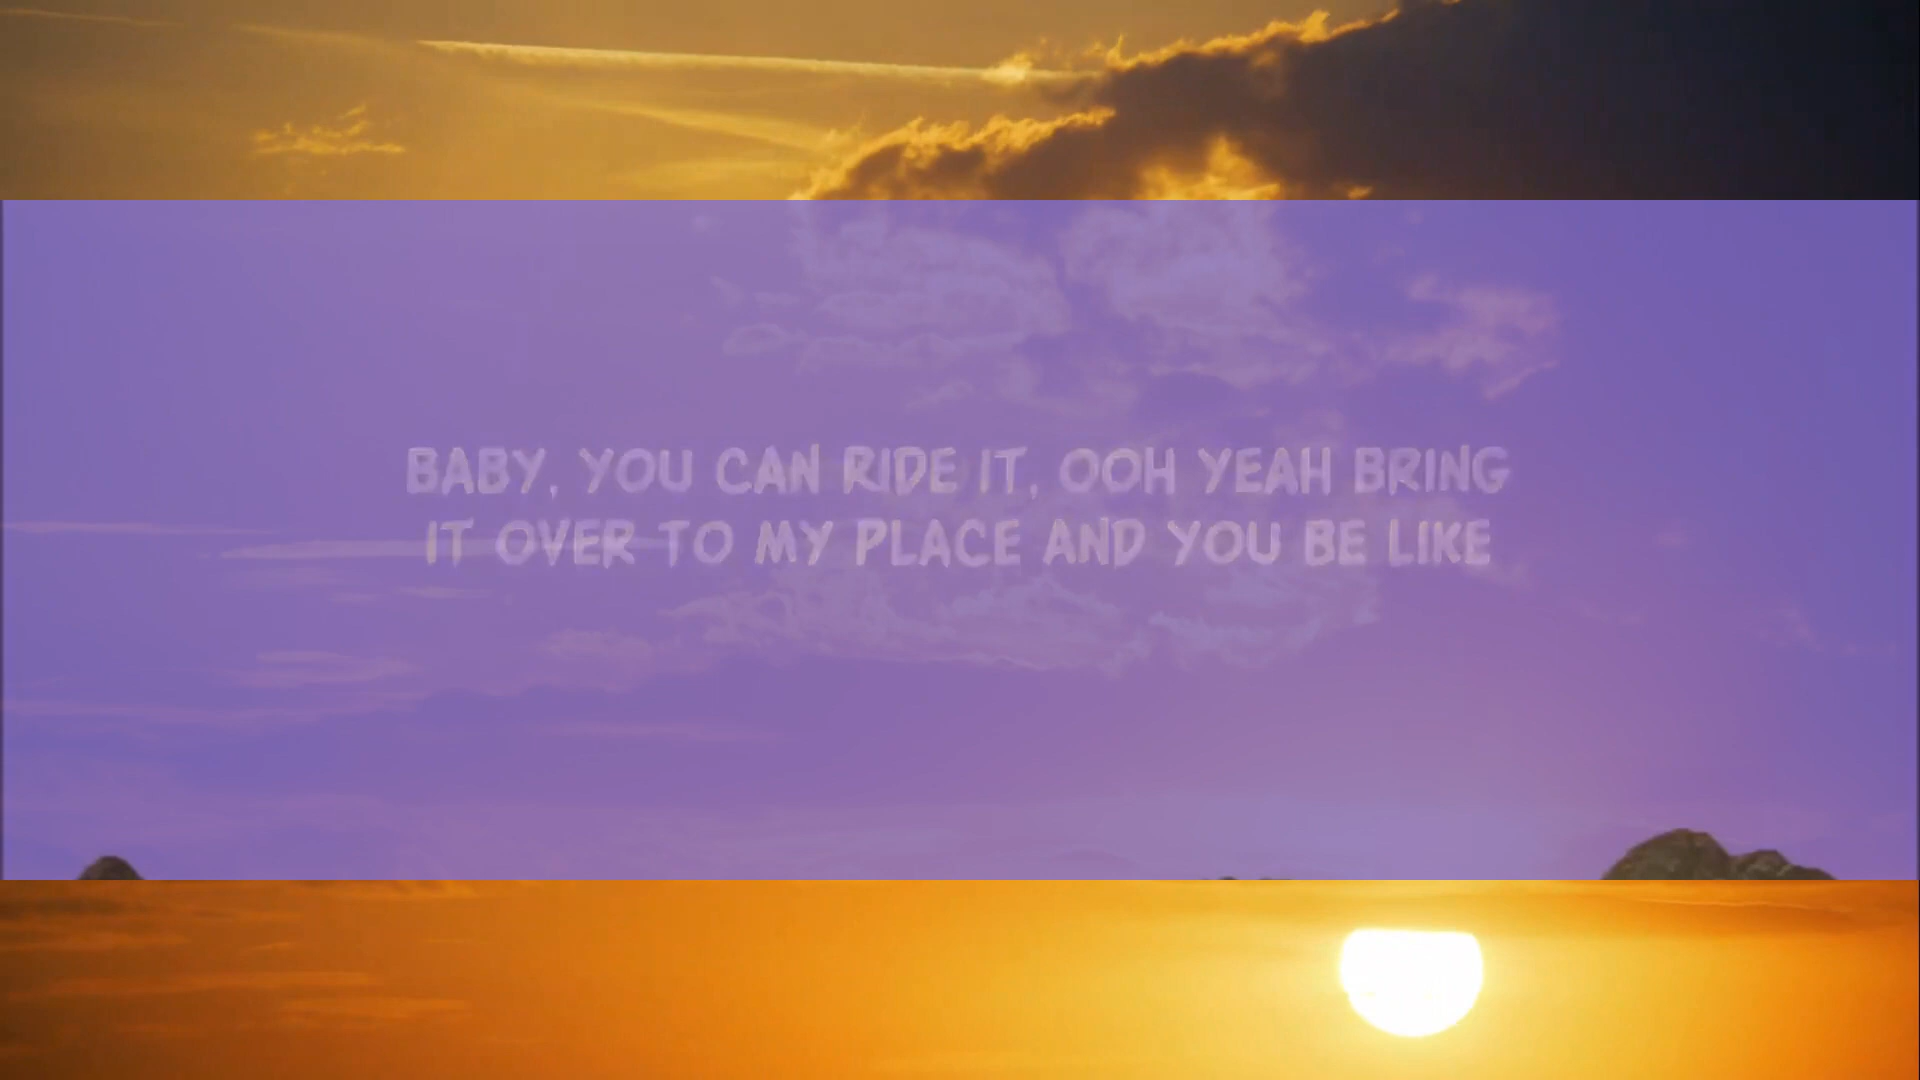 BABY, YOU CAN RIDE IT, OOH YEAH BRING
IT OVER TO MY PLACE AND YOU BE LIKE